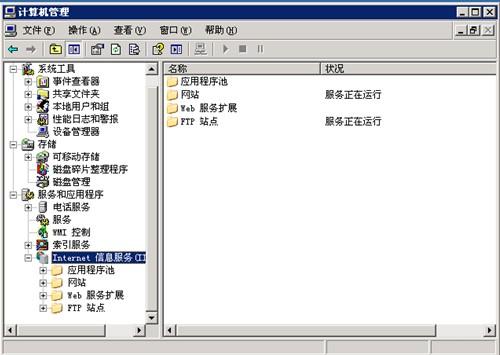 计算机管理
文件(F) 操作(A) 查看(V) 窗口(W) 帮助(H)
名称 状况
系统工具
事件查看器
共享文件夹
本地用户和组
性能日志和警报
设备管理器
存储
可移动存储
磁盘碎片整理程序
磁盘管理
服务和应用程序
电话服务
服务
WMI 控制
索引服务
Internet 信息服务(II
应用程序池
网站
Web 服务扩展
FTP 站点
应用程序池
网站 服务正在运行
Web 服务扩展
FTP 站点 服务正在运行